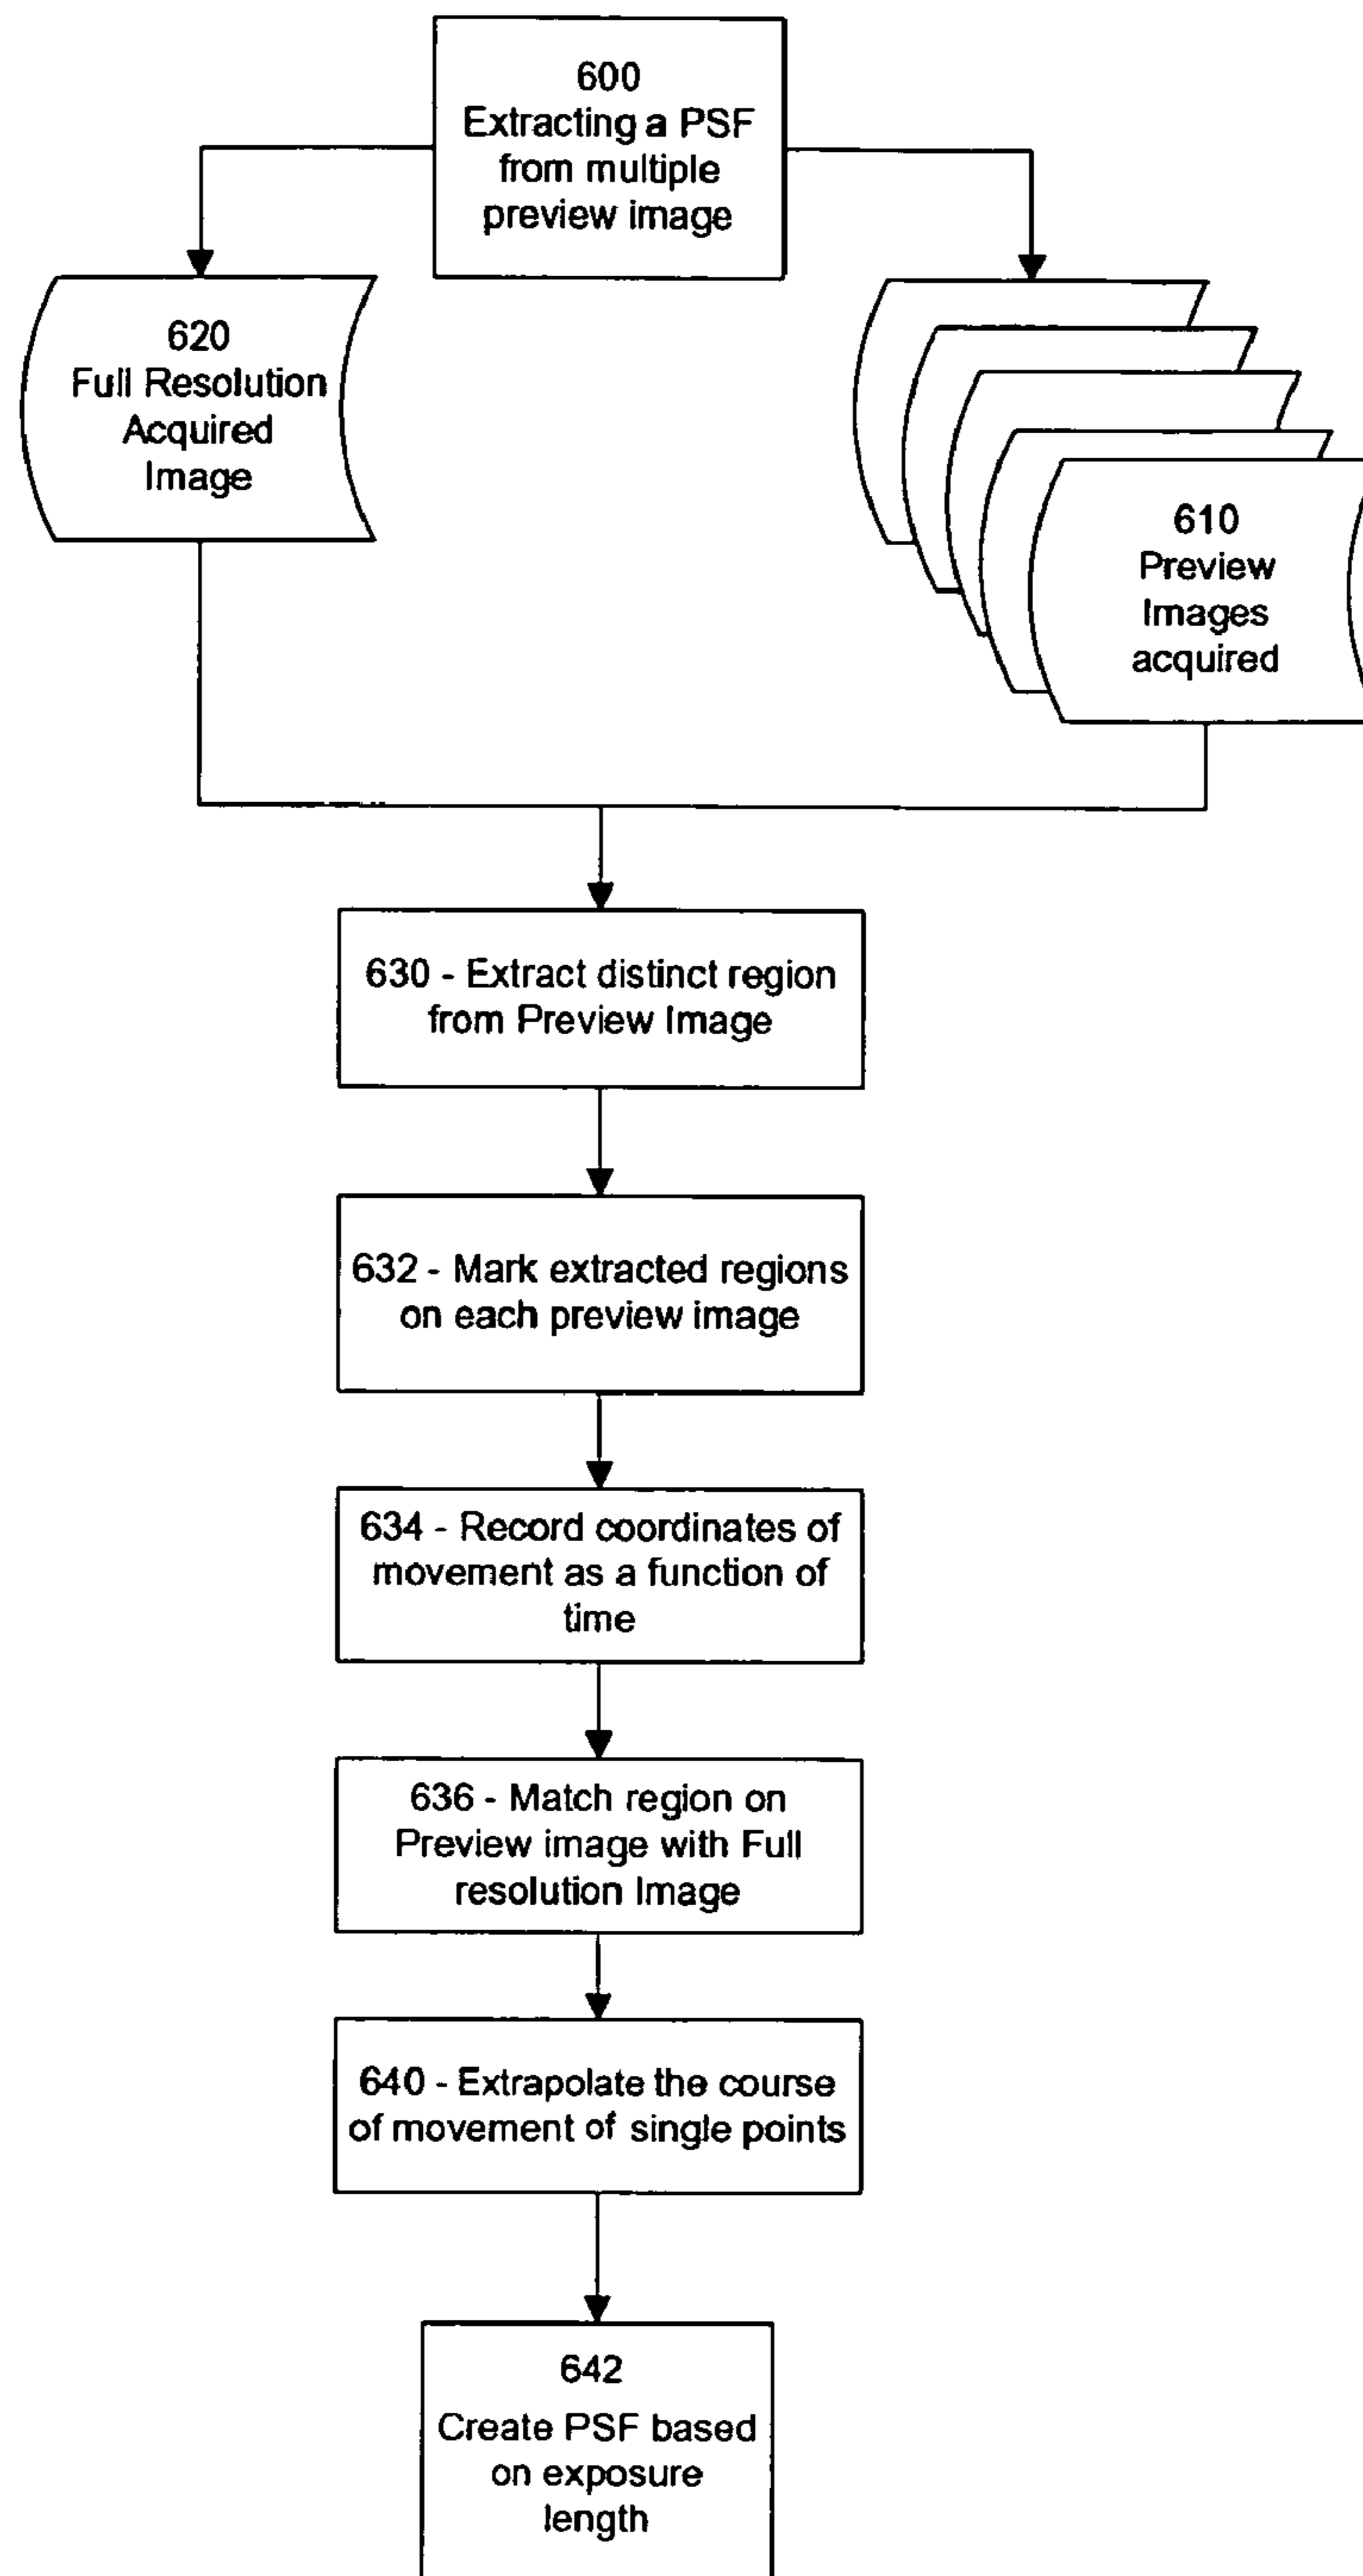 600
Extracting a PSF
from multiple
preview image
620
Full Resolution
Acquired
Image
610
Preview
Images
acquired
630 - Extract distinct region
from Preview Image
632 - Mark extracted regions
on each preview image
634 - Record coordinates of
movement as a function of
time
636 - Match region on
Preview image with Full
resolution Image
640 - Extrapolate the course
of movement of single points
642
Create PSF based
on exposure
length